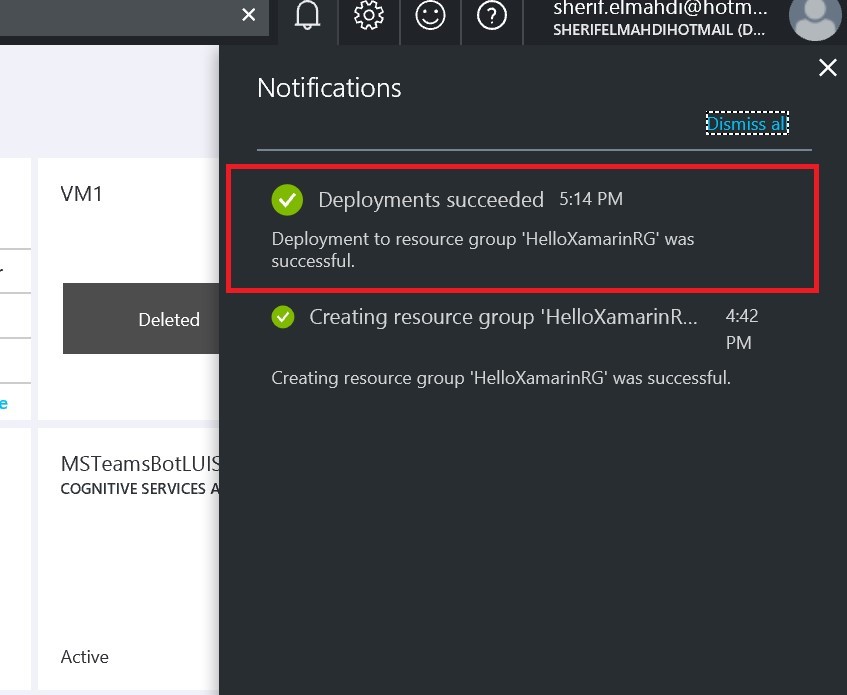 sherif.elmahdi@hotm...
SHERIFELMAHDIHOTMAIL (D...
Notifications
Dismiss all
VM1
Deployments succeeded 5:14 PM
Deployment to resource group 'HelloXamarinRG' was
successful.
Deleted
Creating resource group 'HelloXamarinR... 4:42
PM
Creating resource group 'HelloXamarinRG' was successful.
e
MSTeamsBotLUIS
COGNITIVE SERVICES A
Active